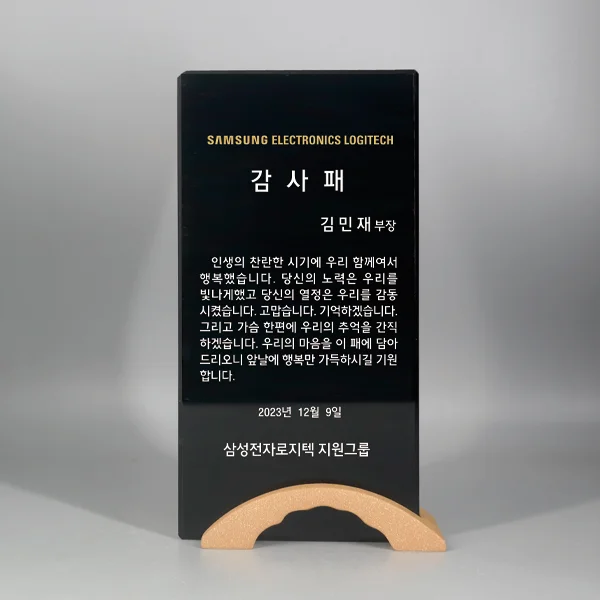 SAMSUNG ELECTRONICS LOGITECH
감 사 패
김 민 재 부장
인생의 찬란한 시기에 우리 함께여서
행복했습니다. 당신의 노력은 우리를
빛나게했고 당신의 열정은 우리를 감동
시켰습니다. 고맙습니다. 기억하겠습니다.
그리고 가슴 한편에 우리의 추억을 간직
하겠습니다. 우리의 마음을 이 패에 담아
드리오니 앞날에 행복만 가득하시길 기원
합니다.
2023년 12월 9일
삼성전자로지텍 지원그룹